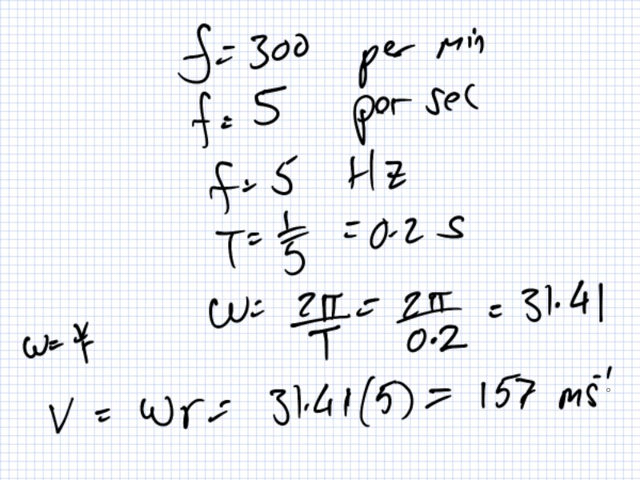 f = 300 per min
f = 5 per sec
f = 5 Hz
T = 1/5 = 0.2 s
ω = 2π/T = 2π/0.2 = 31.41
ω = v/r
V = ωr = 31.41(5) = 157 ms⁻¹